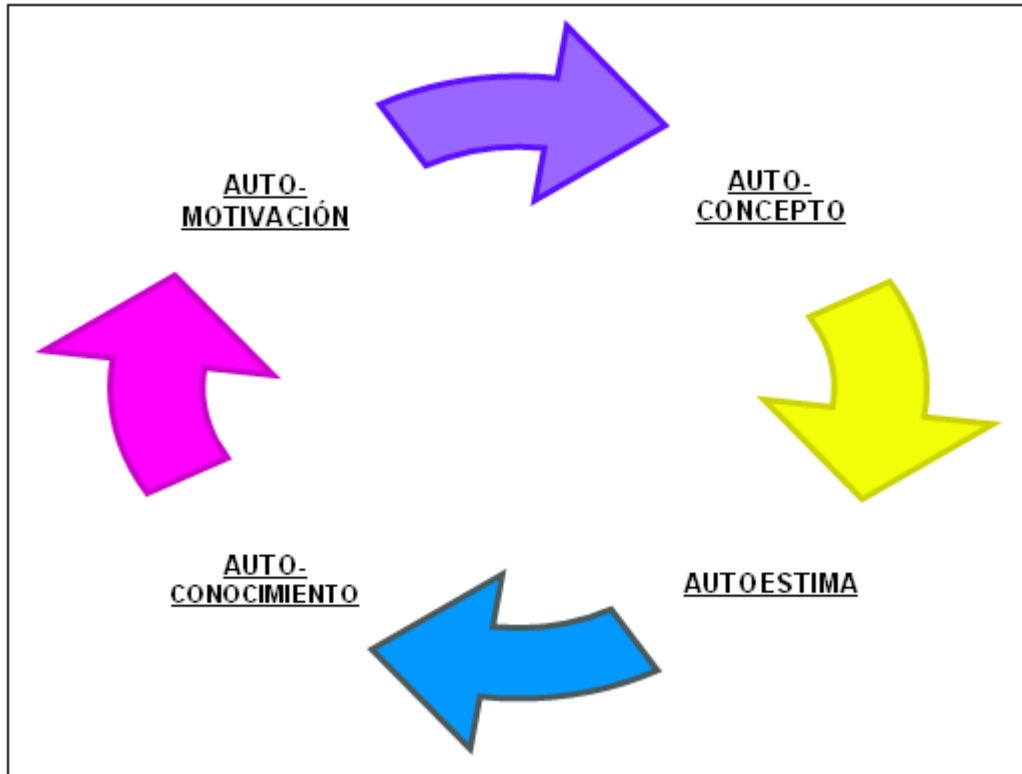 AUTO-
MOTIVACIÓN
AUTO-
CONCEPTO
AUTO-
CONOCIMIENTO
AUTOESTIMA